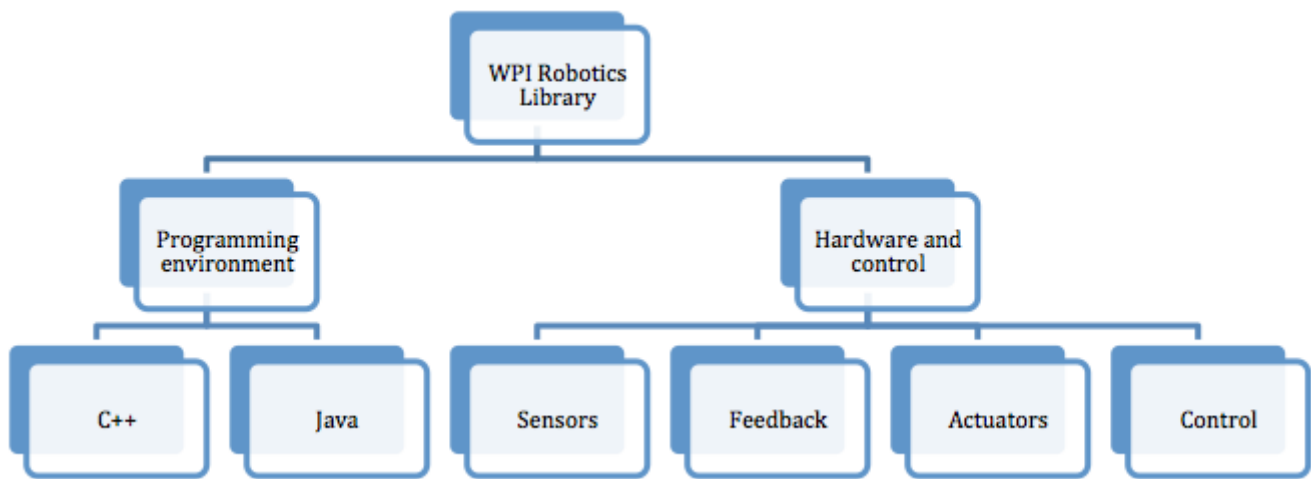 WPI Robotics
Library
Programming
environment
Hardware and
control
C++
Java
Sensors
Feedback
Actuators
Control